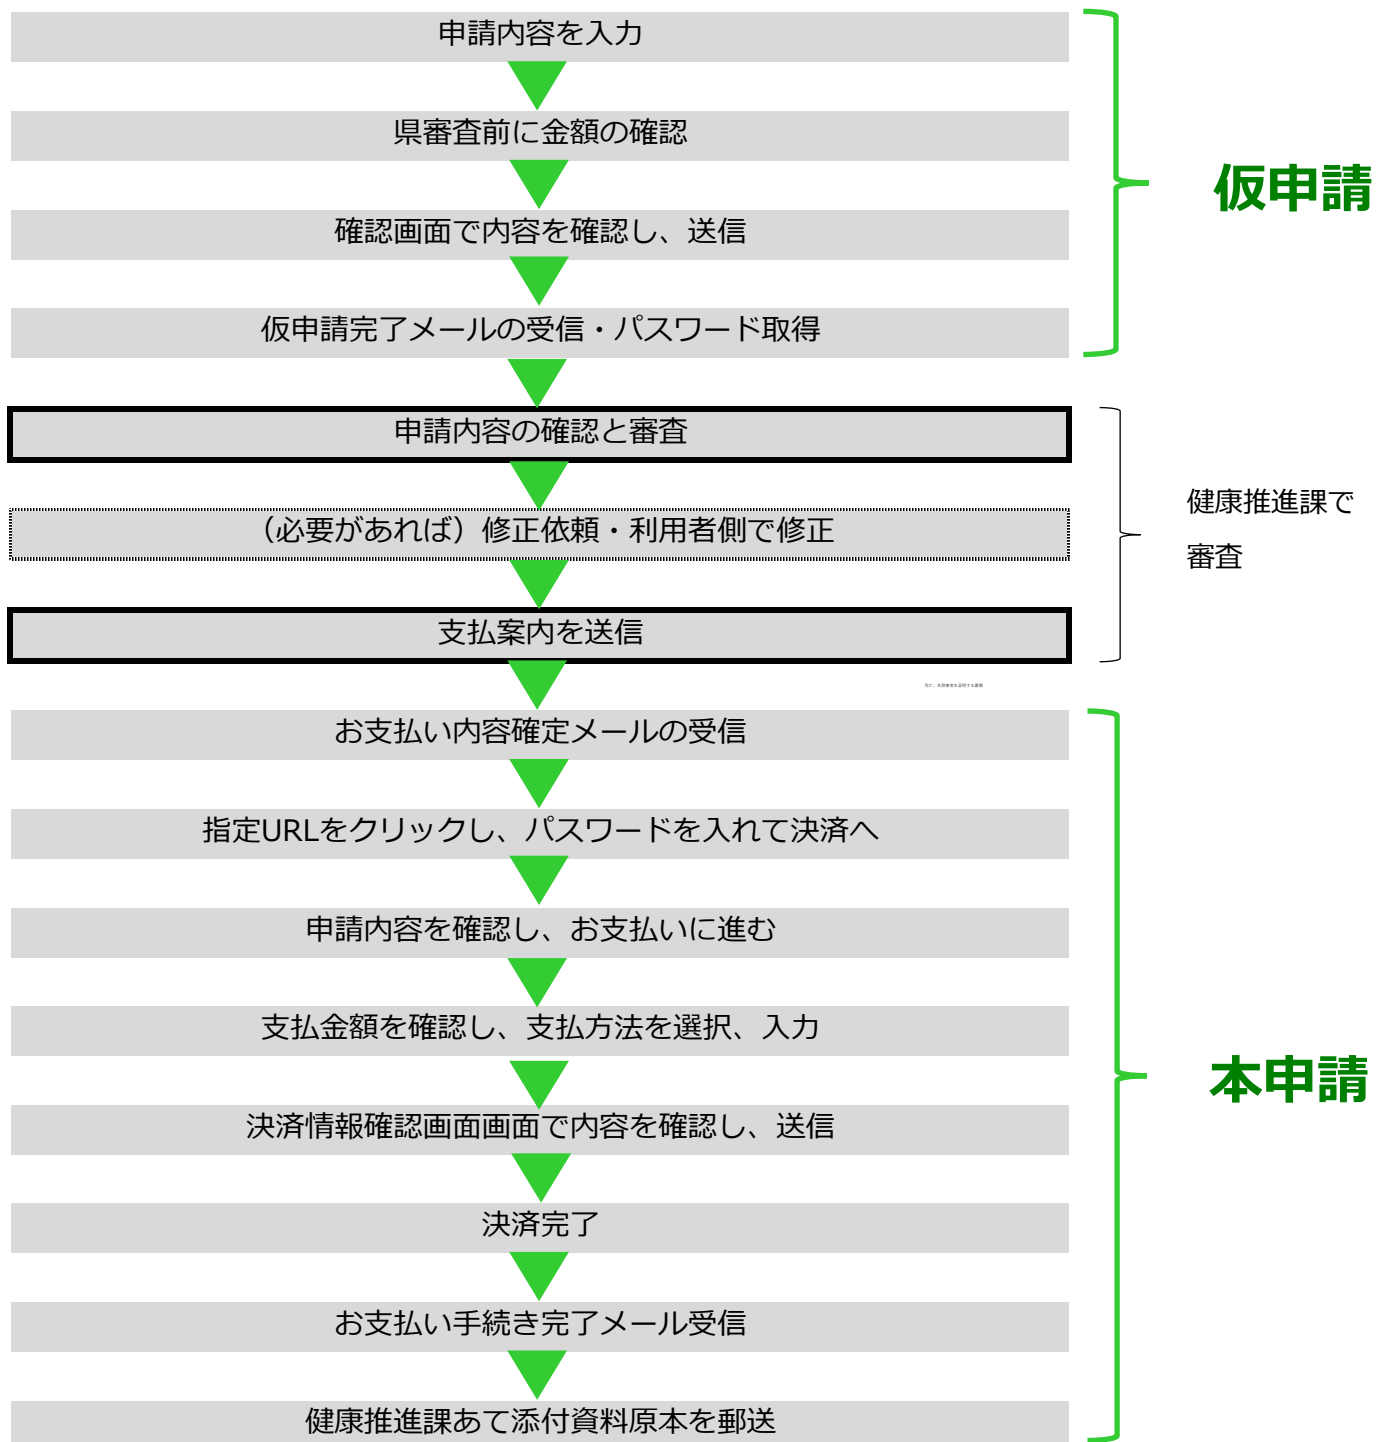 申請内容を入力
県審査前に金額の確認
仮申請
確認画面で内容を確認し、送信
仮申請完了メールの受信・パスワード取得
申請内容の確認と審査
健康推進課で
審査
（必要があれば）修正依頼・利用者側で修正
支払案内を送信
お支払い内容確定メールの受信
指定URLをクリックし、パスワードを入れて決済へ
申請内容を確認し、お支払いに進む
支払金額を確認し、支払方法を選択、入力
本申請
決済情報確認画面画面で内容を確認し、送信
決済完了
お支払い手続き完了メール受信
健康推進課あて添付資料原本を郵送